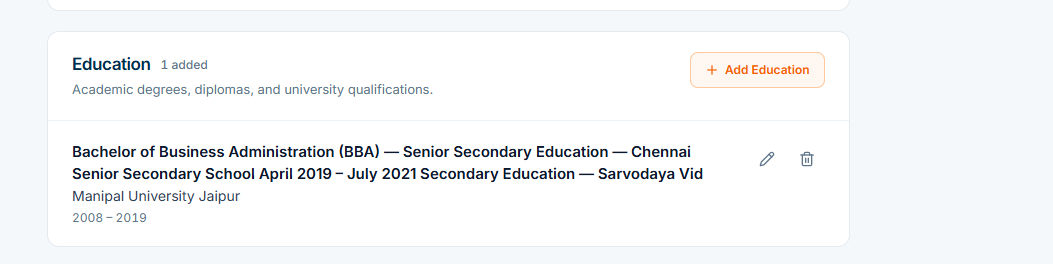 Education 1 added
+ Add Education
Academic degrees, diplomas, and university qualifications.
Bachelor of Business Administration (BBA) — Senior Secondary Education — Chennai
Senior Secondary School April 2019 – July 2021 Secondary Education — Sarvodaya Vid
Manipal University Jaipur
2008 – 2019